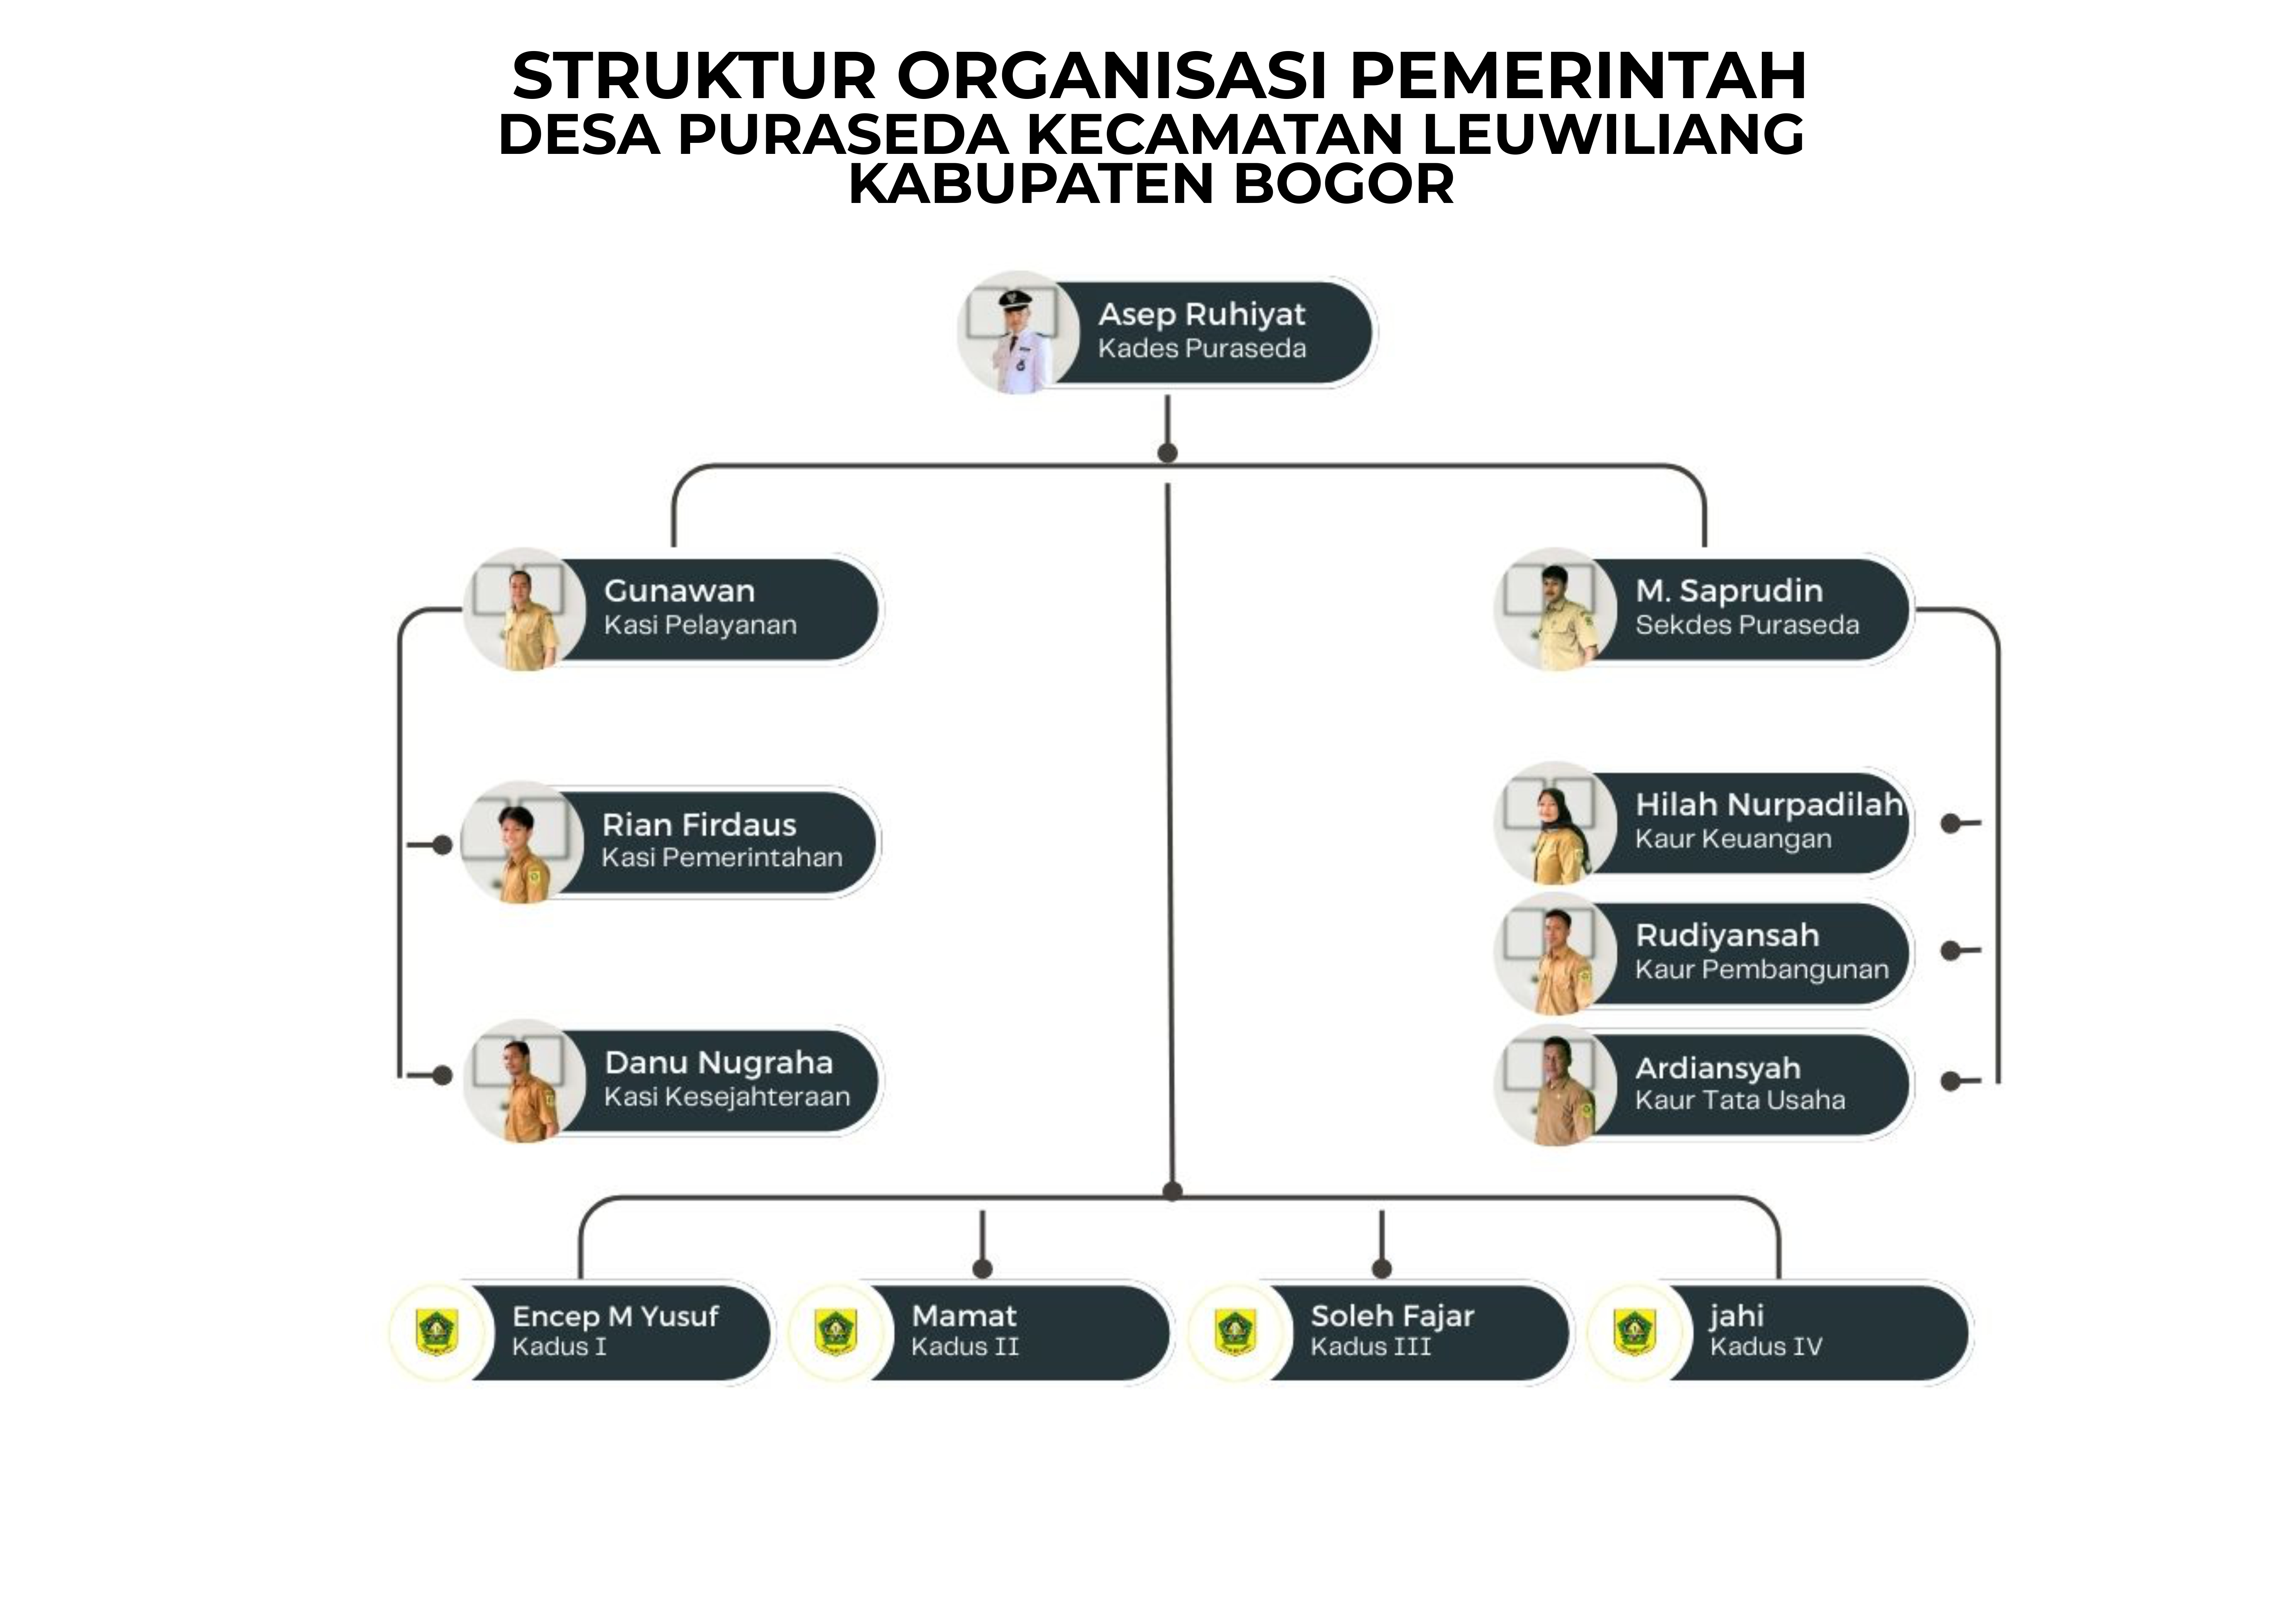 STRUKTUR ORGANISASI PEMERINTAH
DESA PURASEDA KECAMATAN LEUWILIANG
KABUPATEN BOGOR
Asep Ruhiyat
Kades Puraseda
Gunawan
Kasi Pelayanan
M. Saprudin
Sekdes Puraseda
Rian Firdaus
Kasi Pemerintahan
Hilah Nurpadilah
Kaur Keuangan
Rudiyansah
Kaur Pembangunan
Danu Nugraha
Kasi Kesejahteraan
Ardiansyah
Kaur Tata Usaha
Encep M Yusuf
Kadus I
Mamat
Kadus II
Soleh Fajar
Kadus III
jahi
Kadus IV